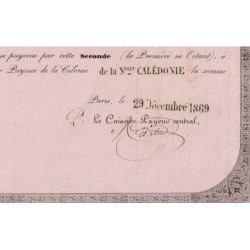 payerez par cette Seconde (la Première ne l'étant), à
Payeur de la Colonie de la Nlle CALÉDONIE la somme
Paris, le 29 Décembre 1869
P. Le Caissier Payeur central,